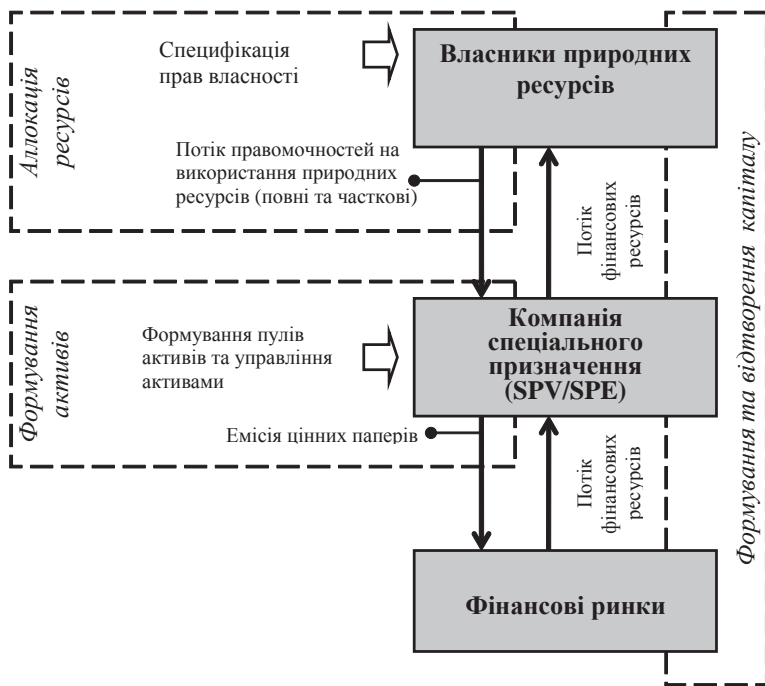 Аллокація
ресурсів
Специфікація
прав власності
Власники природних
ресурсів
Потік правомочностей на
використання природних
ресурсів (повні та часткові)
Потік
фінансових
ресурсів
Формування
активів
Формування пулів
активів та управління
активами
Компанія
спеціального
призначення
(SPV/SPE)
Емісія цінних паперів
Потік
фінансових
ресурсів
Фінансові ринки
Формування та відтворення капіталу